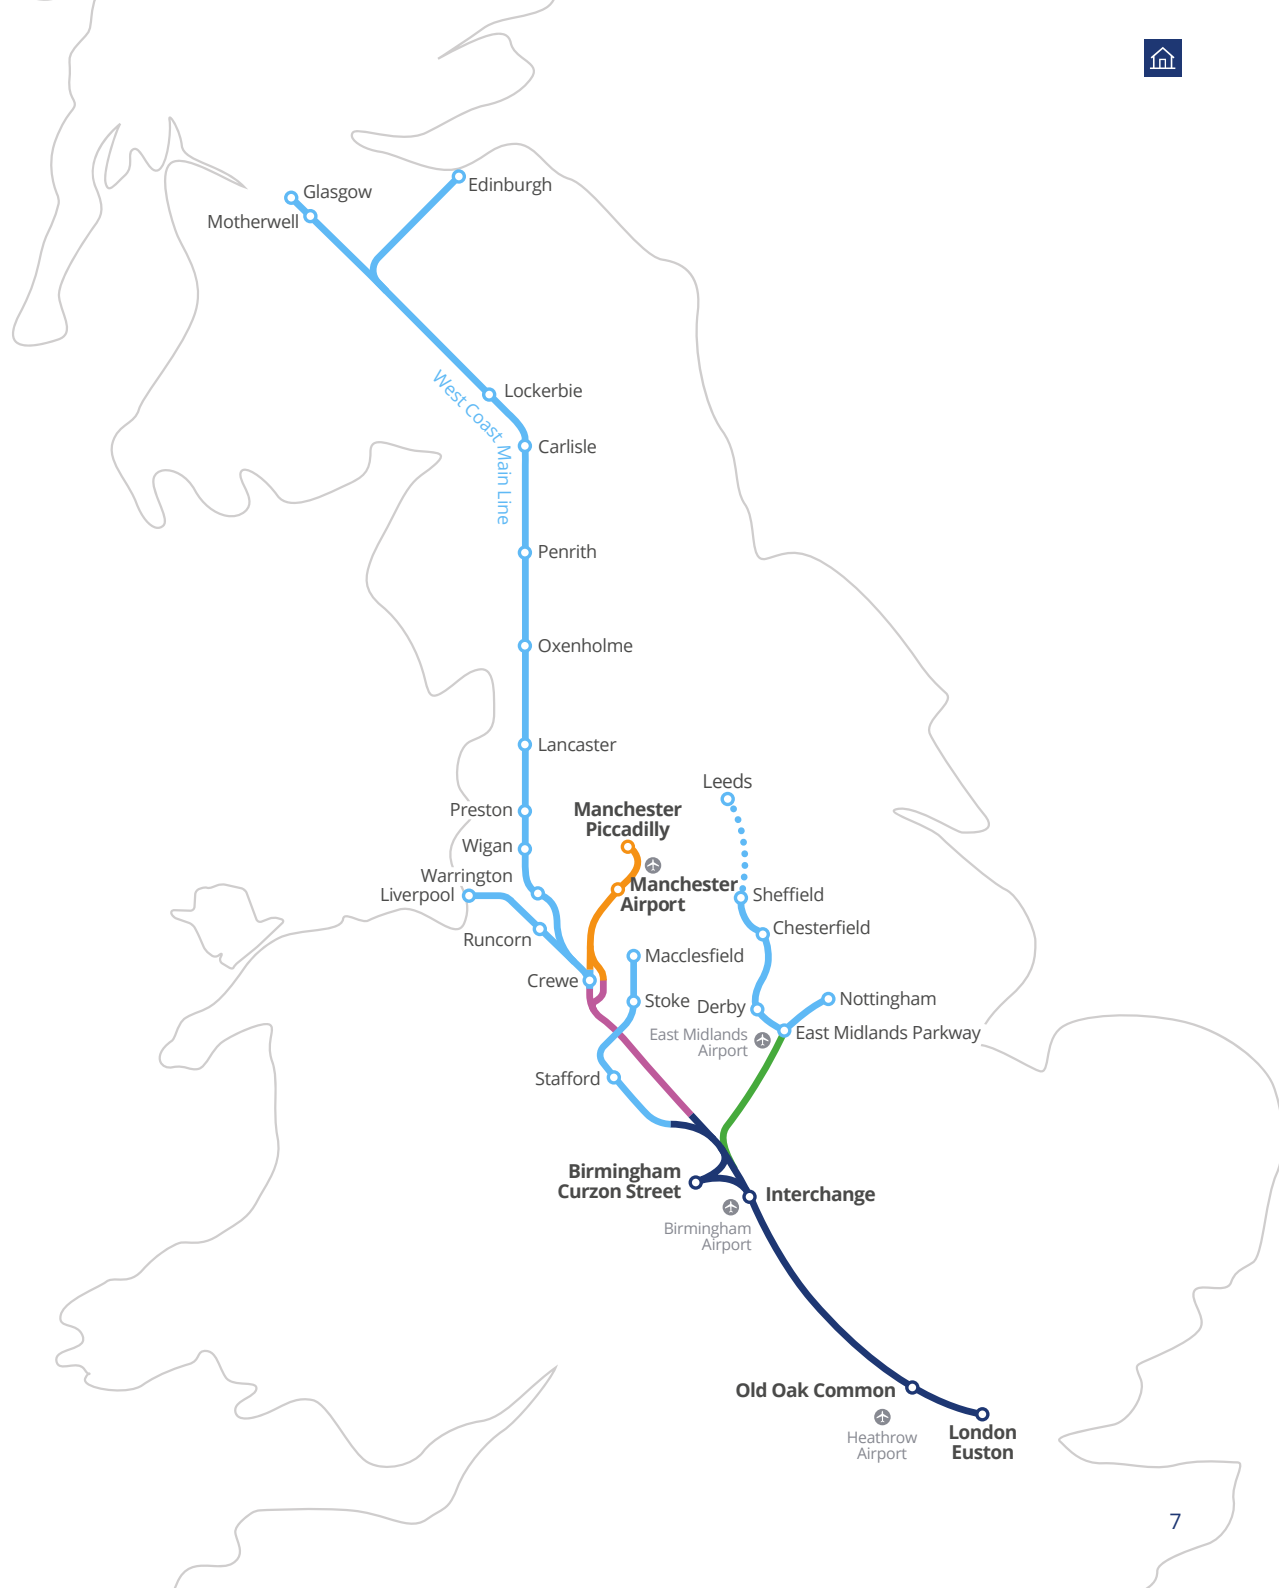 Glasgow
Edinburgh
Motherwell
Lockerbie
West Coast Main Line
Carlisle
Penrith
Oxenholme
Lancaster
Leeds
Preston
Manchester
Piccadilly
Wigan
Warrington
Liverpool
Manchester
Airport
Sheffield
Chesterfield
Runcorn
Macclesfield
Crewe
Stoke
Derby
Nottingham
East Midlands
Airport
East Midlands Parkway
Stafford
Birmingham
Curzon Street
Interchange
Birmingham
Airport
Old Oak Common
Heathrow
Airport
London
Euston
7